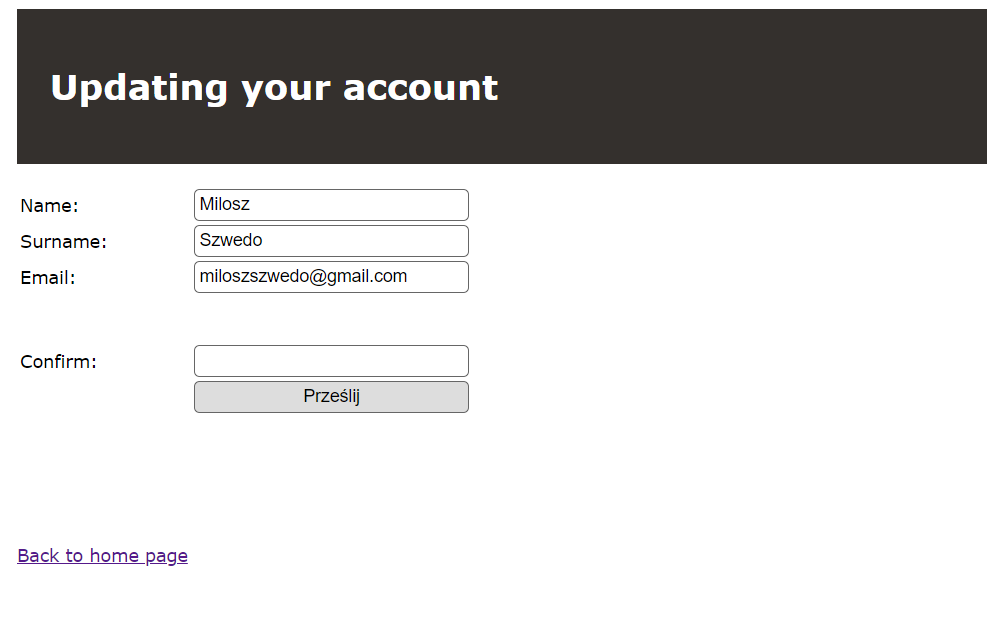 Updating your account
Name: Milosz
Surname: Szwedo
Email: miloszszwedo@gmail.com
Confirm:
Prześlij
Back to home page